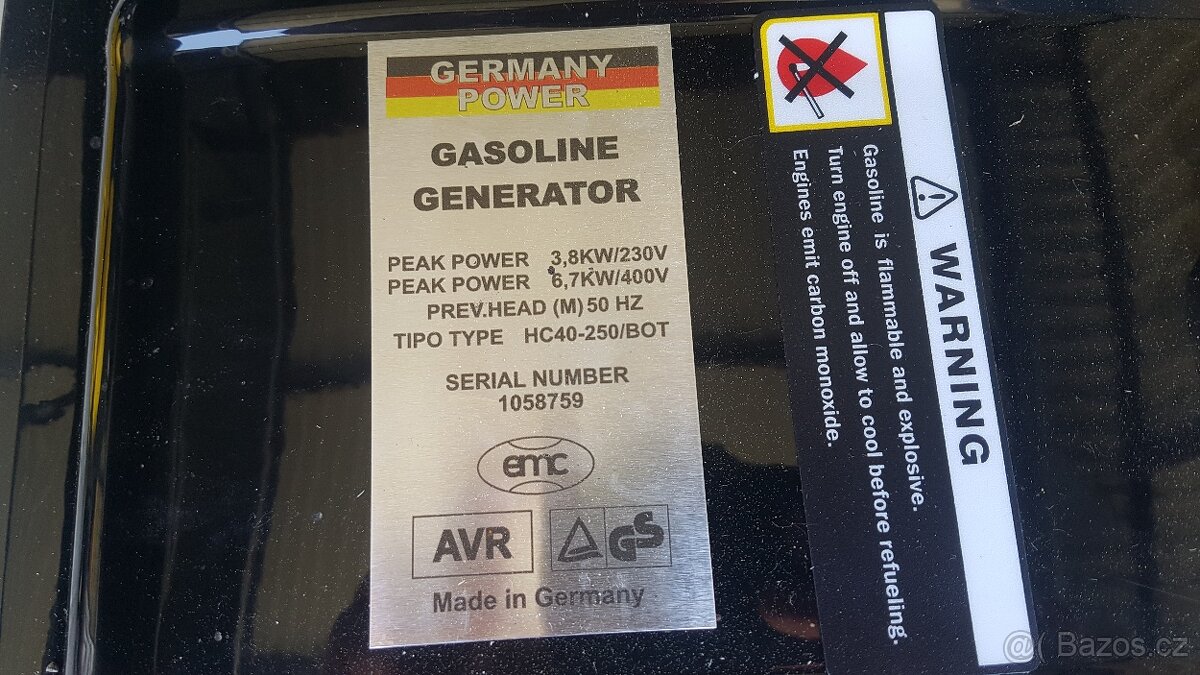 GERMANY
POWER
GASOLINE
GENERATOR
PEAK POWER 3,8KW/230V
PEAK POWER 6,7KW/400V
PREV.HEAD (M) 50 HZ
TIPO TYPE HC40-250/BOT
SERIAL NUMBER
1058759
emc
AVR
GS
Made in Germany
WARNING
Gasoline is flammable and explosive.
Turn engine off and allow to cool before refueling.
Engines emit carbon monoxide.
@( Bazos.cz